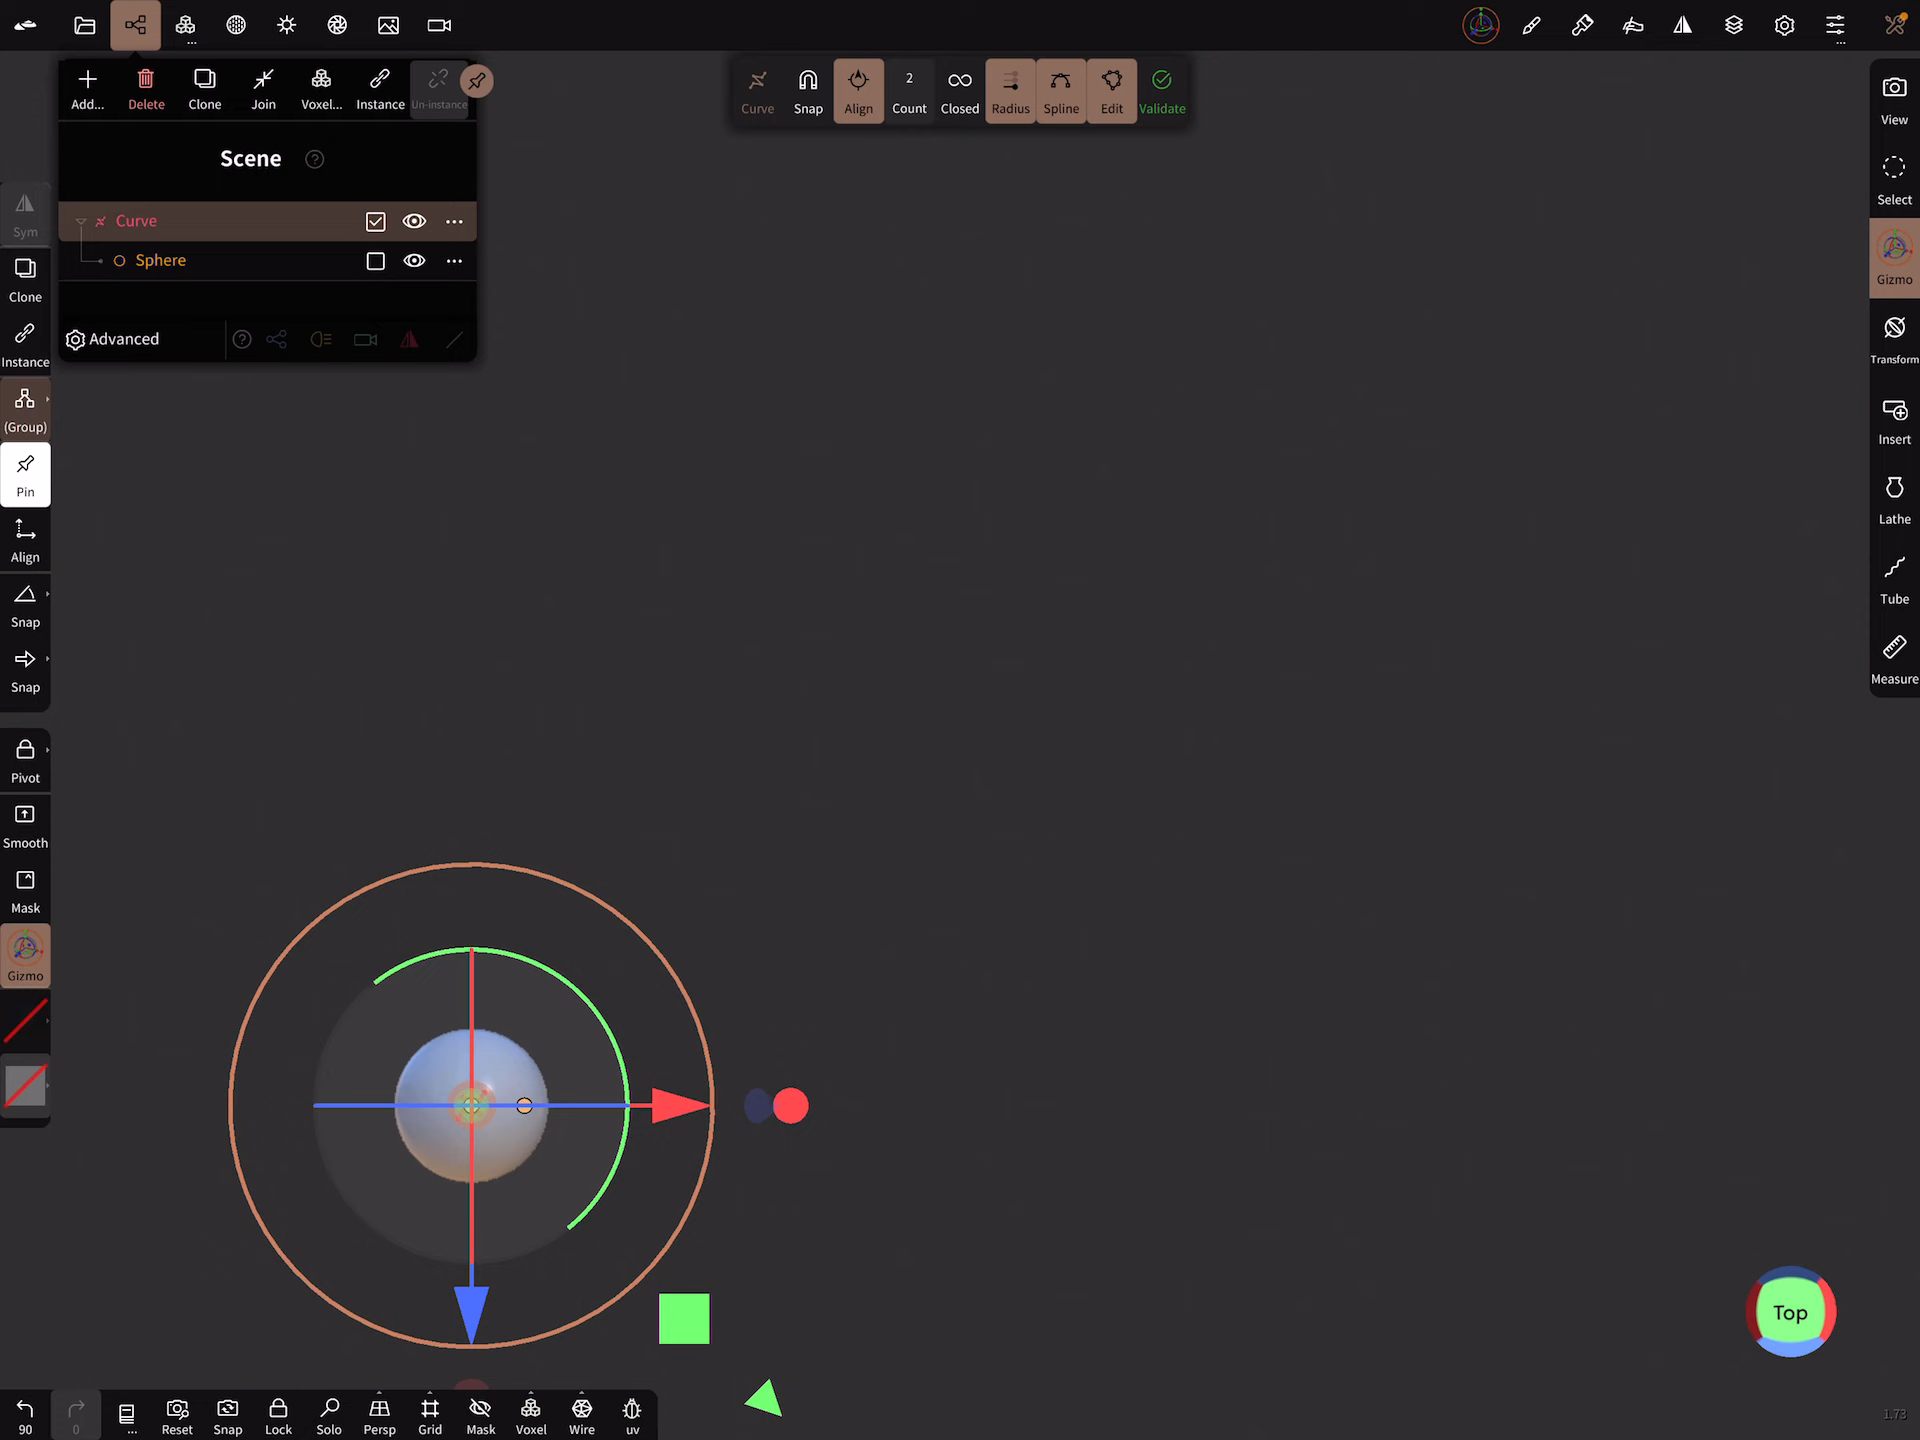 Add...
Delete
Clone
Join
Voxel...
Instance
Un-instance
Curve
Snap
Align
2
Count
Closed
Radius
Spline
Edit
Validate
Scene
Curve
Sphere
Advanced
Sym
Clone
Instance
(Group)
Pin
Align
Snap
Snap
Pivot
Smooth
Mask
Gizmo
View
Select
Gizmo
Transform
Insert
Lathe
Tube
Measure
Top
1.73
90
0
...
Reset
Snap
Lock
Solo
Persp
Grid
Mask
Voxel
Wire
uv